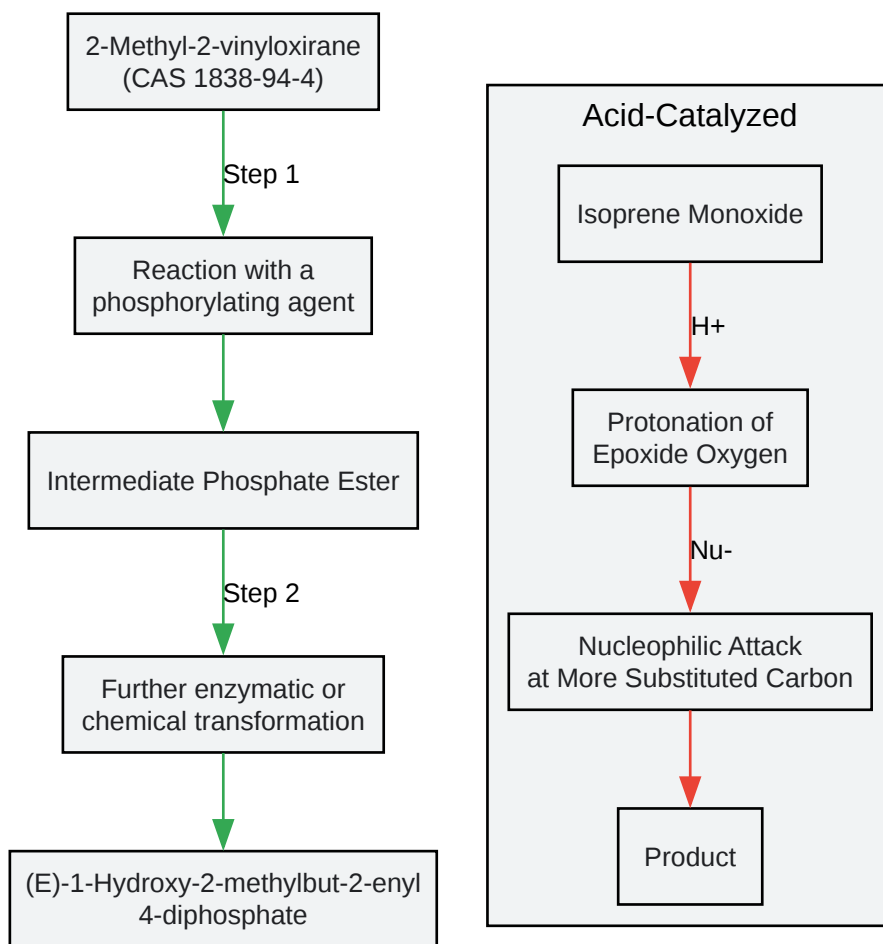 2-Methyl-2-vinyloxirane
(CAS 1838-94-4)
Step 1
Reaction with a
phosphorylating agent
Intermediate Phosphate Ester
Step 2
Further enzymatic or
chemical transformation
(E)-1-Hydroxy-2-methylbut-2-enyl
4-diphosphate
Acid-Catalyzed
Isoprene Monoxide
H+
Protonation of
Epoxide Oxygen
Nu-
Nucleophilic Attack
at More Substituted Carbon
Product